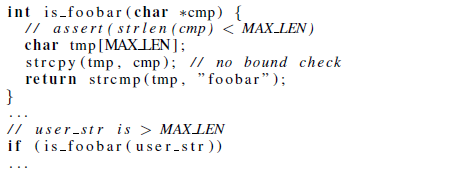 int is_foobar(char *cmp) {
// assert(strlen(cmp) < MAX_LEN)
char tmp[MAX_LEN];
strcpy(tmp, cmp); // no bound check
return strcmp(tmp, "foobar");
}
...
// user_str is > MAX_LEN
if (is_foobar(user_str))
...